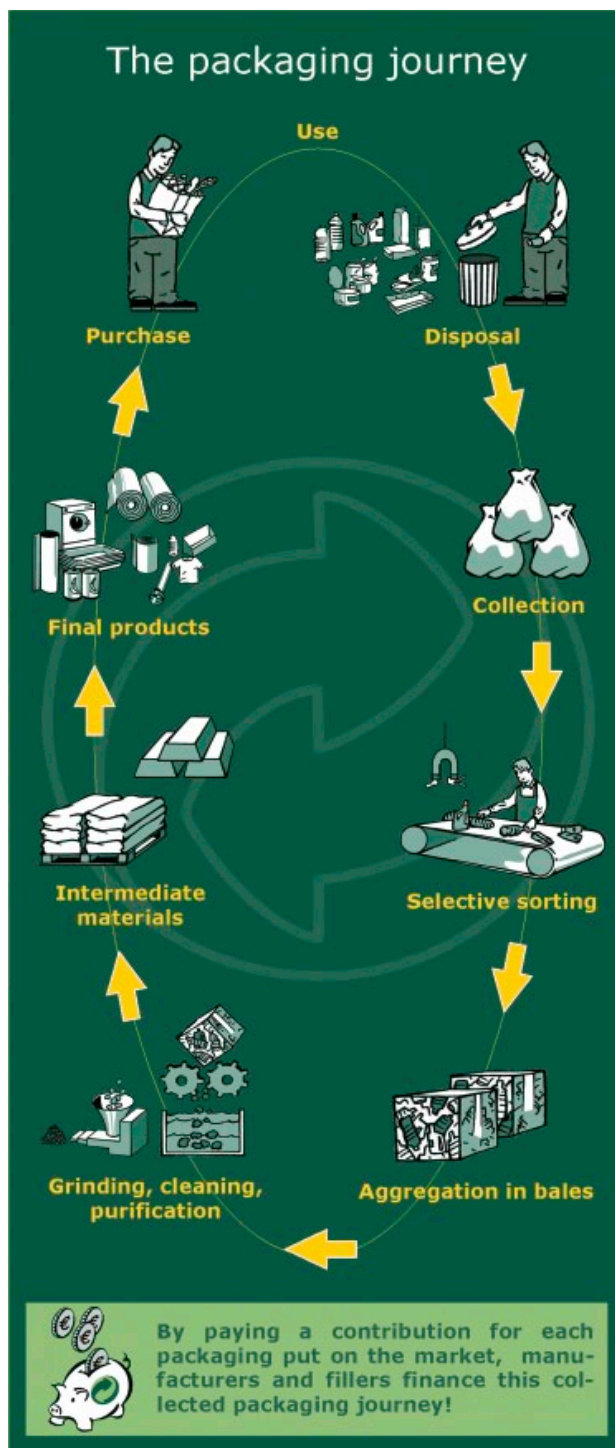 The packaging journey
Use
Purchase
Disposal
Collection
Selective sorting
Aggregation in bales
Grinding, cleaning,
purification
Intermediate
materials
Final products
By paying a contribution for each
packaging put on the market, manu-
facturers and fillers finance this col-
lected packaging journey!